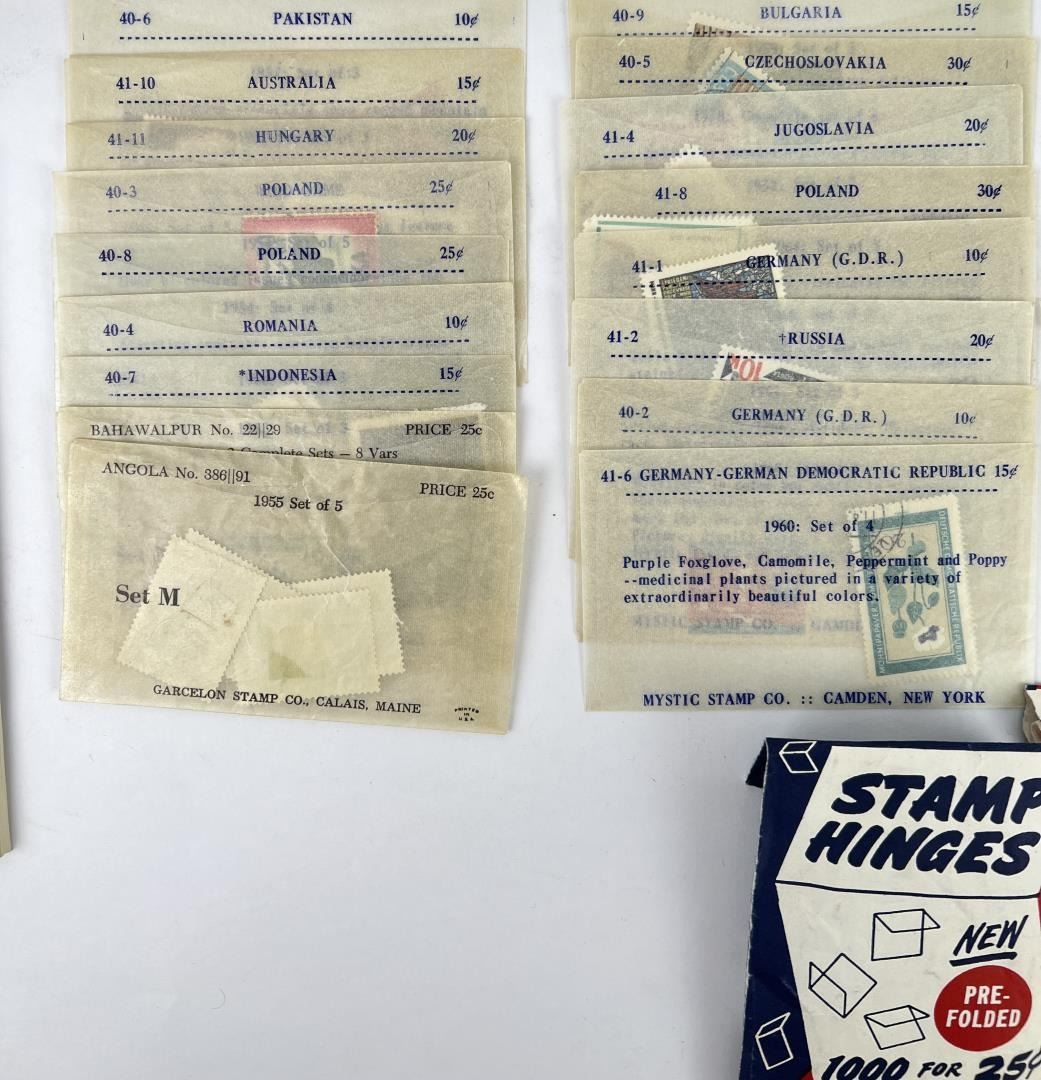 40-6 PAKISTAN 10¢
41-10 AUSTRALIA 15¢
41-11 HUNGARY 20¢
40-3 POLAND 25¢
40-8 POLAND 25¢
40-4 ROMANIA 10¢
40-7 *INDONESIA 15¢
BAHAWALPUR No. 22||29 PRICE 25c
Complete Sets — 8 Vars
ANGOLA No. 386||91 PRICE 25c
1955 Set of 5
Set M
GARCELON STAMP CO., CALAIS, MAINE
PRINTED
IN
U.S.A.
40-9 BULGARIA 15¢
40-5 CZECHOSLOVAKIA 30¢
41-4 JUGOSLAVIA 20¢
41-8 POLAND 30¢
41-1 GERMANY (G.D.R.) 10¢
41-2 †RUSSIA 20¢
40-2 GERMANY (G.D.R.) 10¢
41-6 GERMANY-GERMAN DEMOCRATIC REPUBLIC 15¢
1960: Set of 4
Purple Foxglove, Camomile, Peppermint and Poppy
--medicinal plants pictured in a variety of
extraordinarily beautiful colors.
MYSTIC STAMP CO. :: CAMDEN, NEW YORK
STAMP
HINGES
NEW
PRE-
FOLDED
1000 FOR 25¢